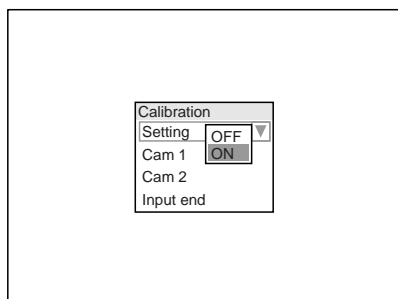 Calibration
Setting OFF
Cam 1 ON
Cam 2
Input end